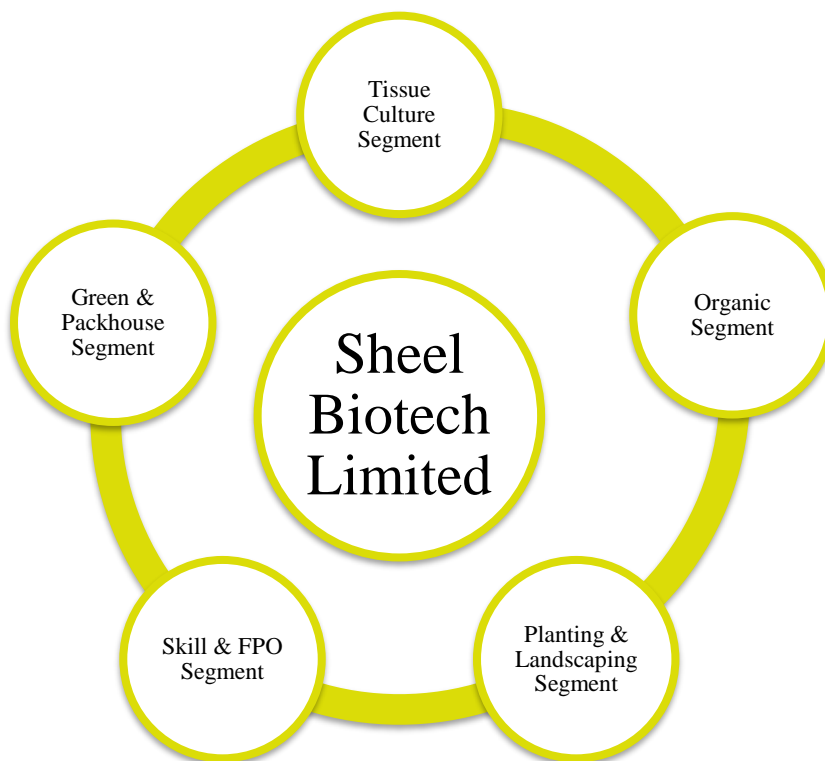 Tissue
Culture
Segment
Organic
Segment
Planting &
Landscaping
Segment
Skill & FPO
Segment
Green &
Packhouse
Segment
Sheel
Biotech
Limited